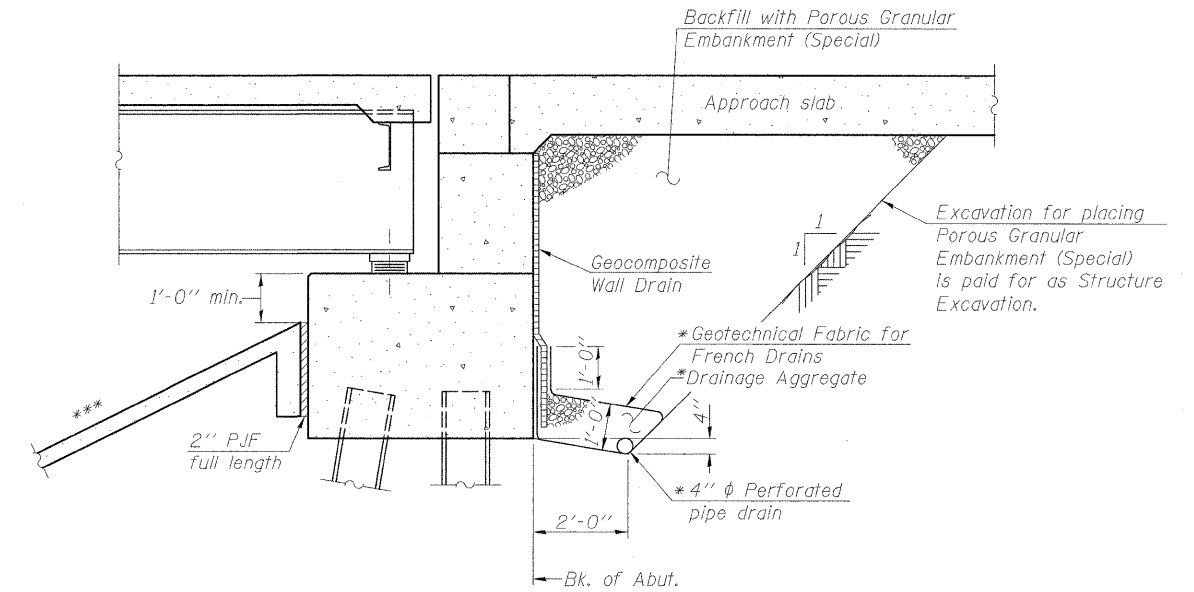 Backfill with Porous Granular
Embankment (Special)
Approach slab
Excavation for placing
Porous Granular
Embankment (Special)
is paid for as Structure
Excavation.
1
1
Geocomposite
Wall Drain
1'-0" min.
*Geotechnical Fabric for
French Drains
*Drainage Aggregate
1'-0"
1'-0"
4"
***
2" PJF
full length
*4" ϕ Perforated
pipe drain
2'-0"
Bk. of Abut.